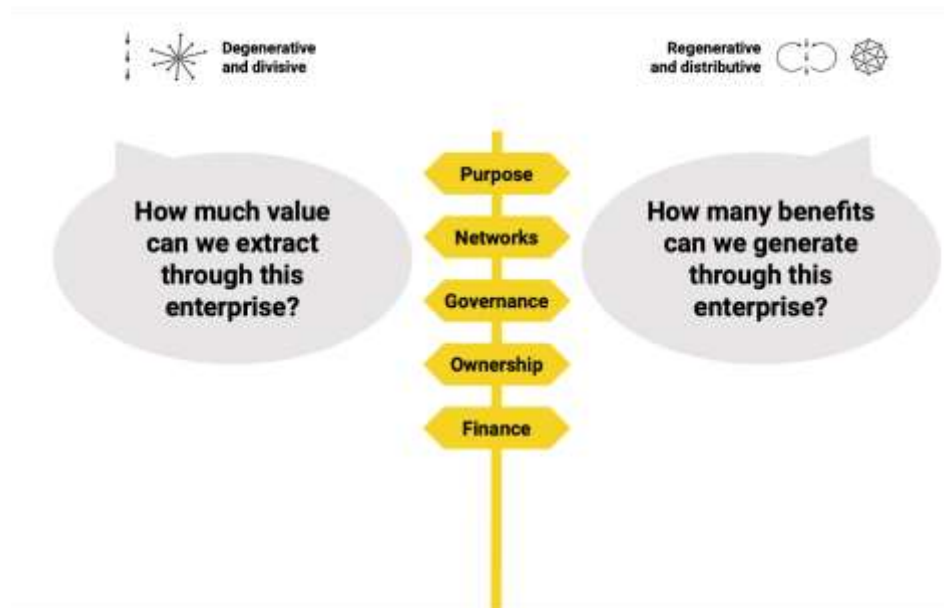 Degenerative
and divisive
Regenerative
and distributive
How much value
can we extract
through this
enterprise?
Purpose
Networks
Governance
Ownership
Finance
How many benefits
can we generate
through this
enterprise?